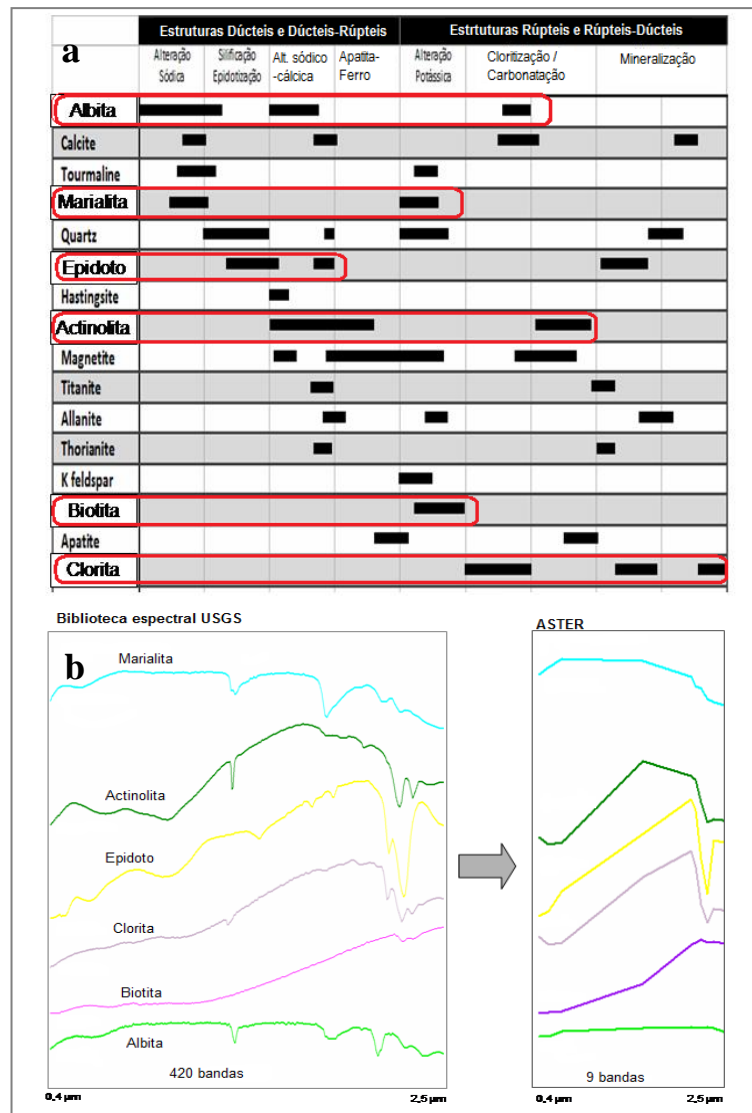 a
Estruturas Dúcteis e Dúcteis-Rúpteis
Estrtuturas Rúpteis e Rúpteis-Dúcteis
Alteração
Sódica
Silificação
Epidotização
Alt. sódico
-cálcica
Apatita-
Ferro
Alteração
Potássica
Cloritização /
Carbonatação
Mineralização
Albita
Calcite
Tourmaline
Marialita
Quartz
Epidoto
Hastingsite
Actinolita
Magnetite
Titanite
Allanite
Thorianite
K feldspar
Biotita
Apatite
Clorita
Biblioteca espectral USGS
ASTER
b
Marialita
Actinolita
Epidoto
Clorita
Biotita
Albita
420 bandas
9 bandas
0,4 µm
2,5 µm
0,4 µm
2,5 µm